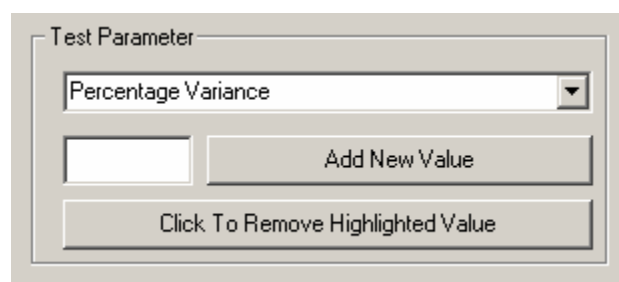 Test Parameter
Percentage Variance
Add New Value
Click To Remove Highlighted Value